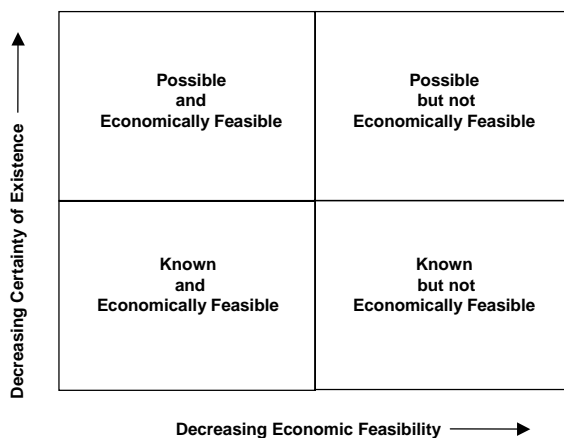 Decreasing Certainty of Existence
Possible
and
Economically Feasible
Possible
but not
Economically Feasible
Known
and
Economically Feasible
Known
but not
Economically Feasible
Decreasing Economic Feasibility